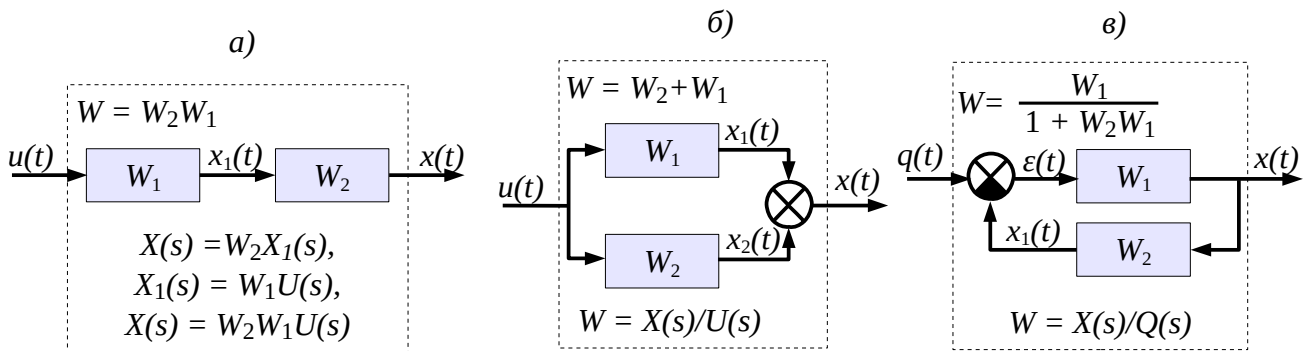 а)
W = W₂W₁
u(t)
W₁
x₁(t)
W₂
x(t)
X(s) =W₂X₁(s),
X₁(s) = W₁U(s),
X(s) = W₂W₁U(s)
б)
W = W₂+W₁
u(t)
W₁
x₁(t)
W₂
x₂(t)
x(t)
W = X(s)/U(s)
в)
W= W₁
1 + W₂W₁
q(t)
ε(t)
W₁
x(t)
x₁(t)
W₂
W = X(s)/Q(s)